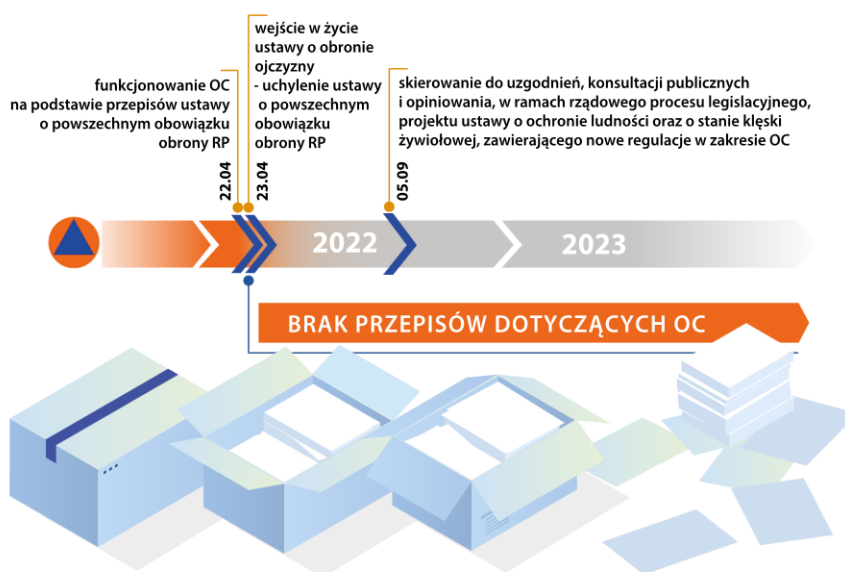 funkcjonowanie OC
na podstawie przepisów ustawy
o powszechnym obowiązku
obrony RP
22.04
wejście w życie
ustawy o obronie
ojczyzny
- uchylenie ustawy
o powszechnym
obowiązku
obrony RP
23.04
skierowanie do uzgodnień, konsultacji publicznych
i opiniowania, w ramach rządowego procesu legislacyjnego,
projektu ustawy o ochronie ludności oraz o stanie klęski
żywiołowej, zawierającego nowe regulacje w zakresie OC
05.09
2022
2023
BRAK PRZEPISÓW DOTYCZĄCYCH OC